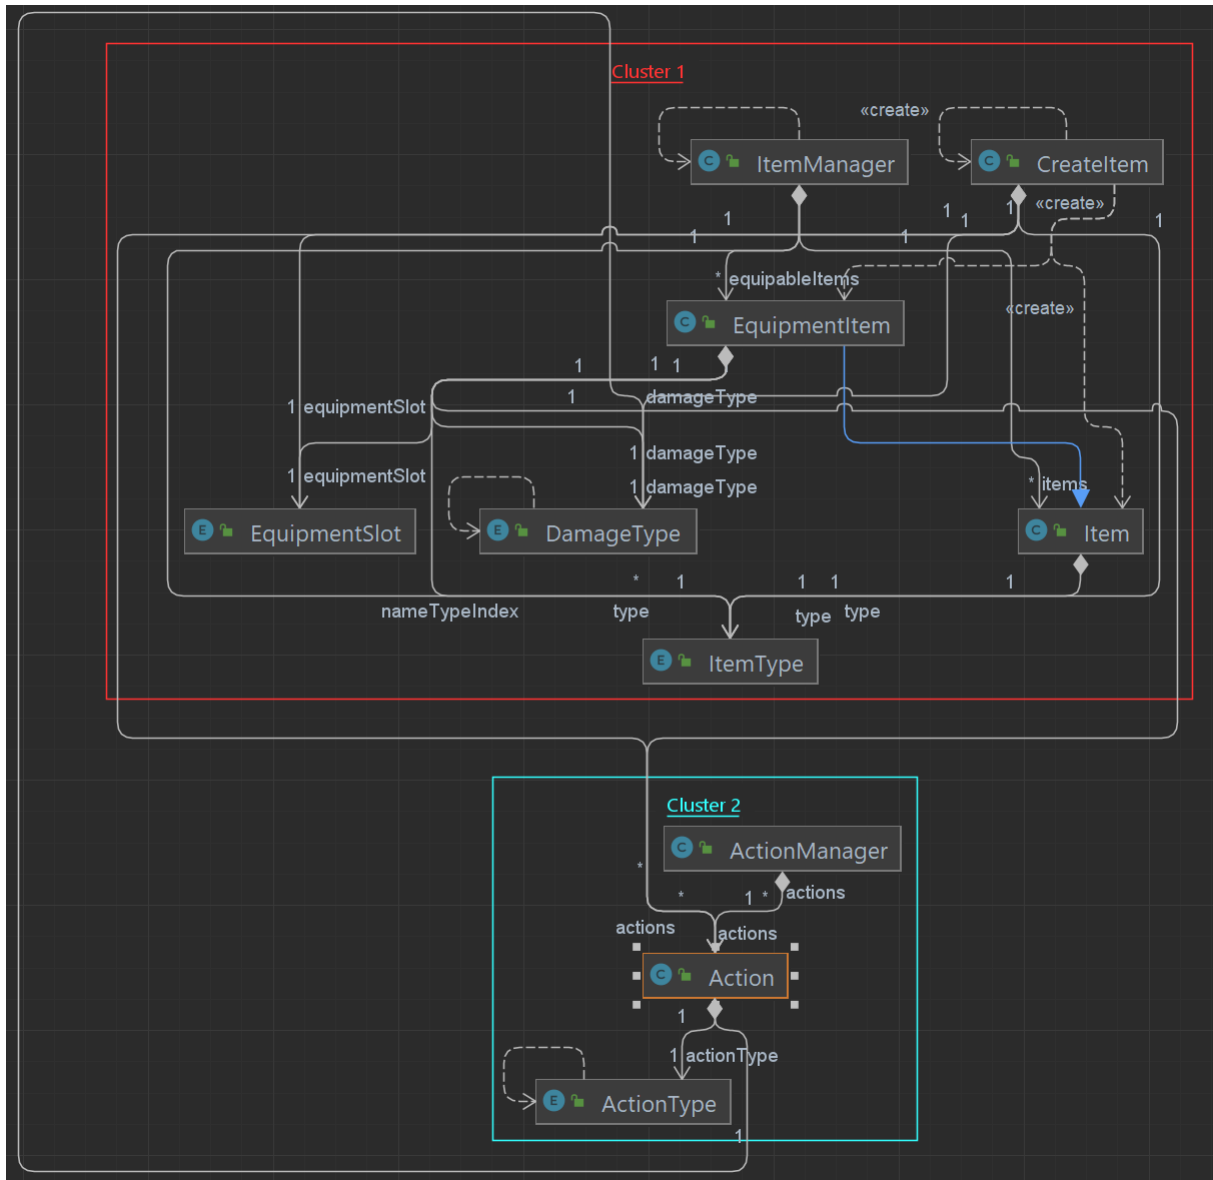 Cluster 1
«create»
C ItemManager
C CreateItem
1
1
1
1
«create»
1
1
1
* equipableItems
«create»
C EquipmentItem
1
1
1
1
damageType
1 equipmentSlot
1 damageType
1 equipmentSlot
1 damageType
* items
E EquipmentSlot
E DamageType
C Item
*
1
1
1
1
nameTypeIndex
type
type
type
E ItemType
Cluster 2
C ActionManager
*
*
1 *
actions
actions
actions
C Action
1
1 actionType
E ActionType
1